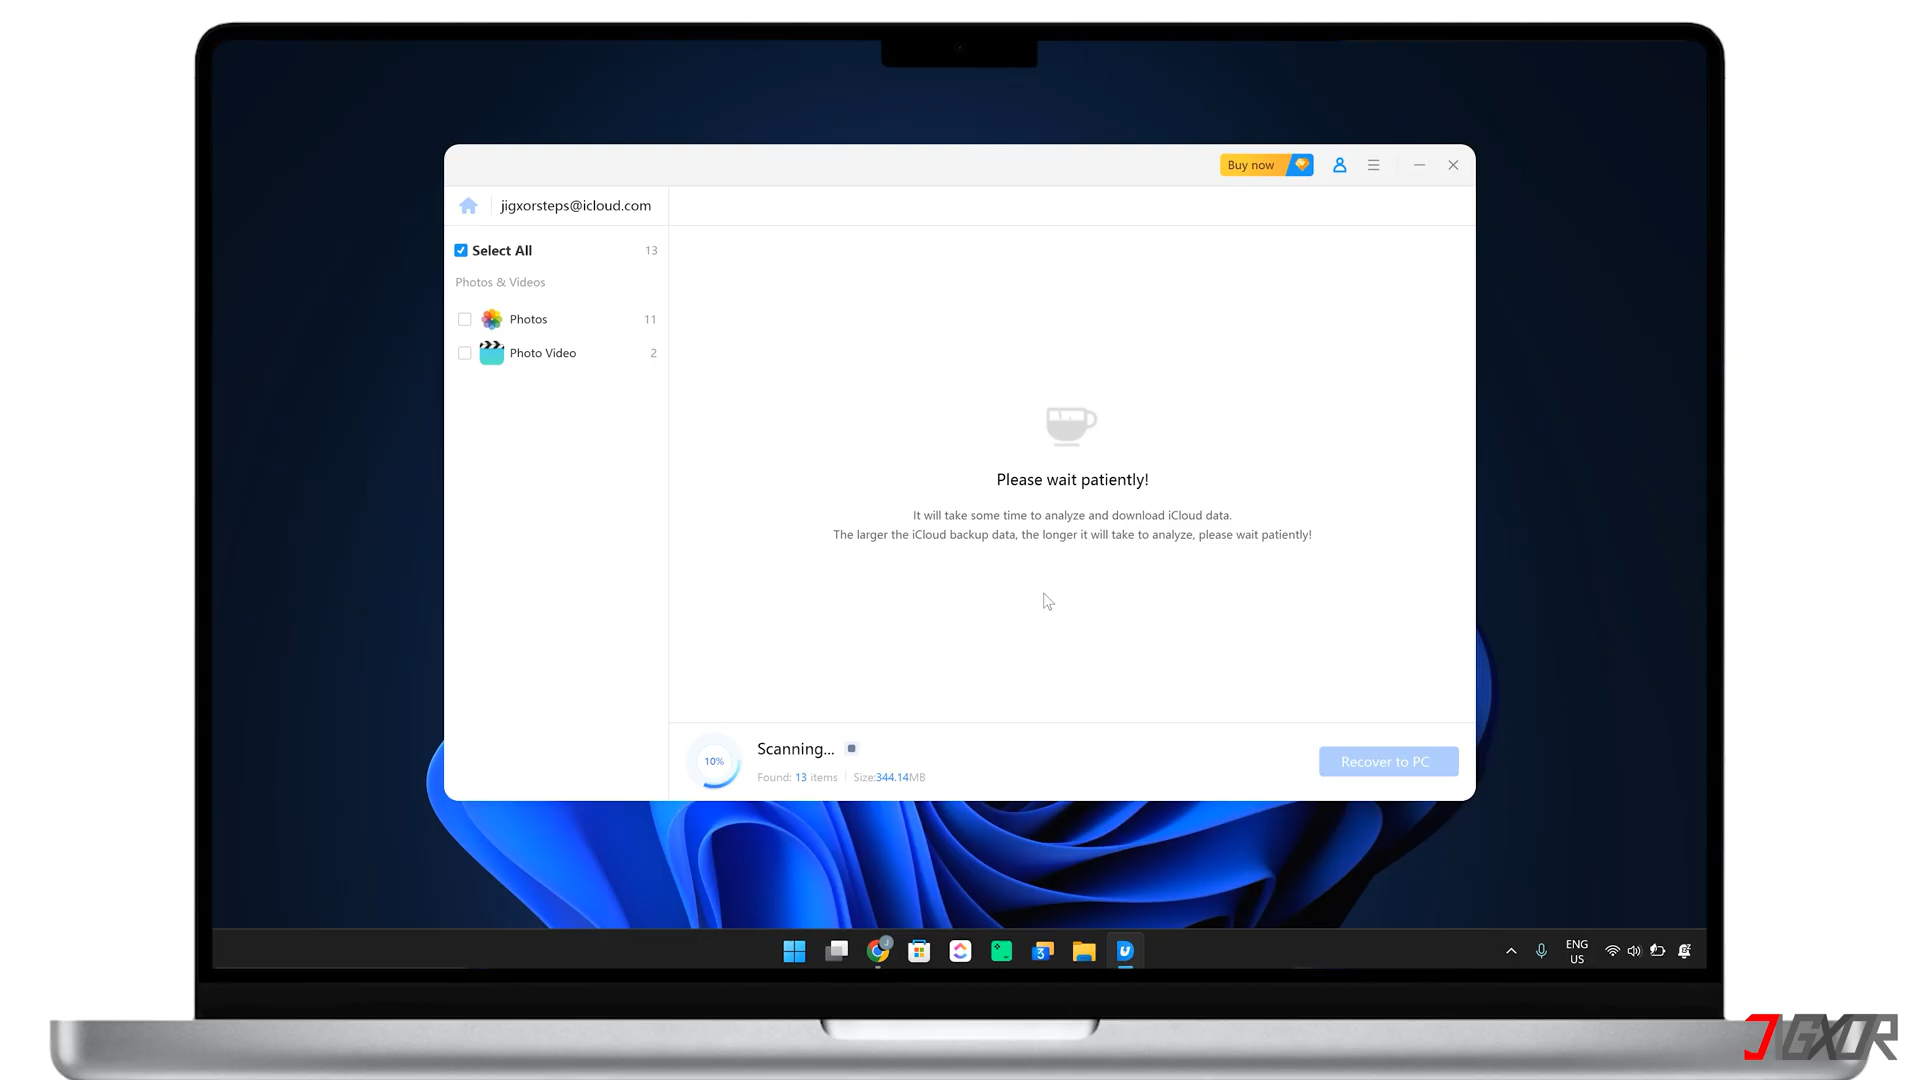 Buy now
jigxorsteps@icloud.com
Select All 13
Photos & Videos
Photos 11
Photo Video 2
Please wait patiently!
It will take some time to analyze and download iCloud data.
The larger the iCloud backup data, the longer it will take to analyze, please wait patiently!
10%
Scanning...
Found: 13 items Size:344.14MB
Recover to PC
J
3
ENG
US
JIGXOR